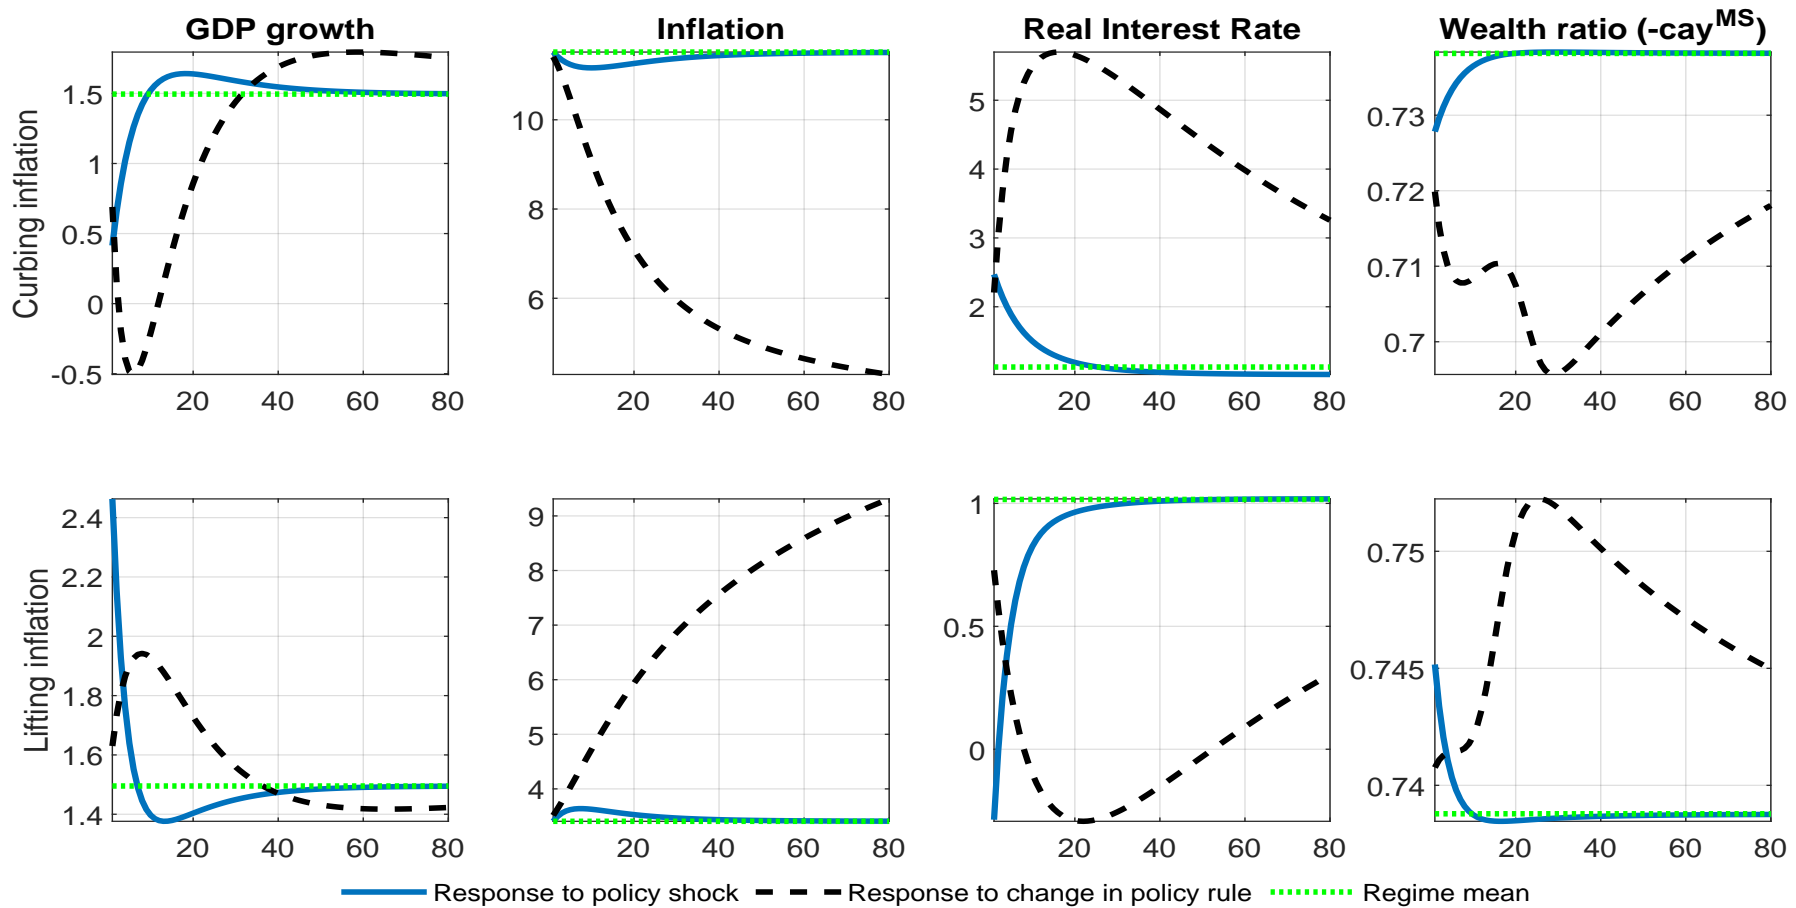 GDP growth
Inflation
Real Interest Rate
Wealth ratio (-cay^MS)
Curbing inflation
1.5
1
0.5
0
-0.5
20 40 60 80
10
8
6
20 40 60 80
5
4
3
2
20 40 60 80
0.73
0.72
0.71
0.7
20 40 60 80
Lifting inflation
2.4
2.2
2
1.8
1.6
1.4
20 40 60 80
9
8
7
6
5
4
20 40 60 80
1
0.5
0
20 40 60 80
0.75
0.745
0.74
20 40 60 80
Response to policy shock Response to change in policy rule Regime mean